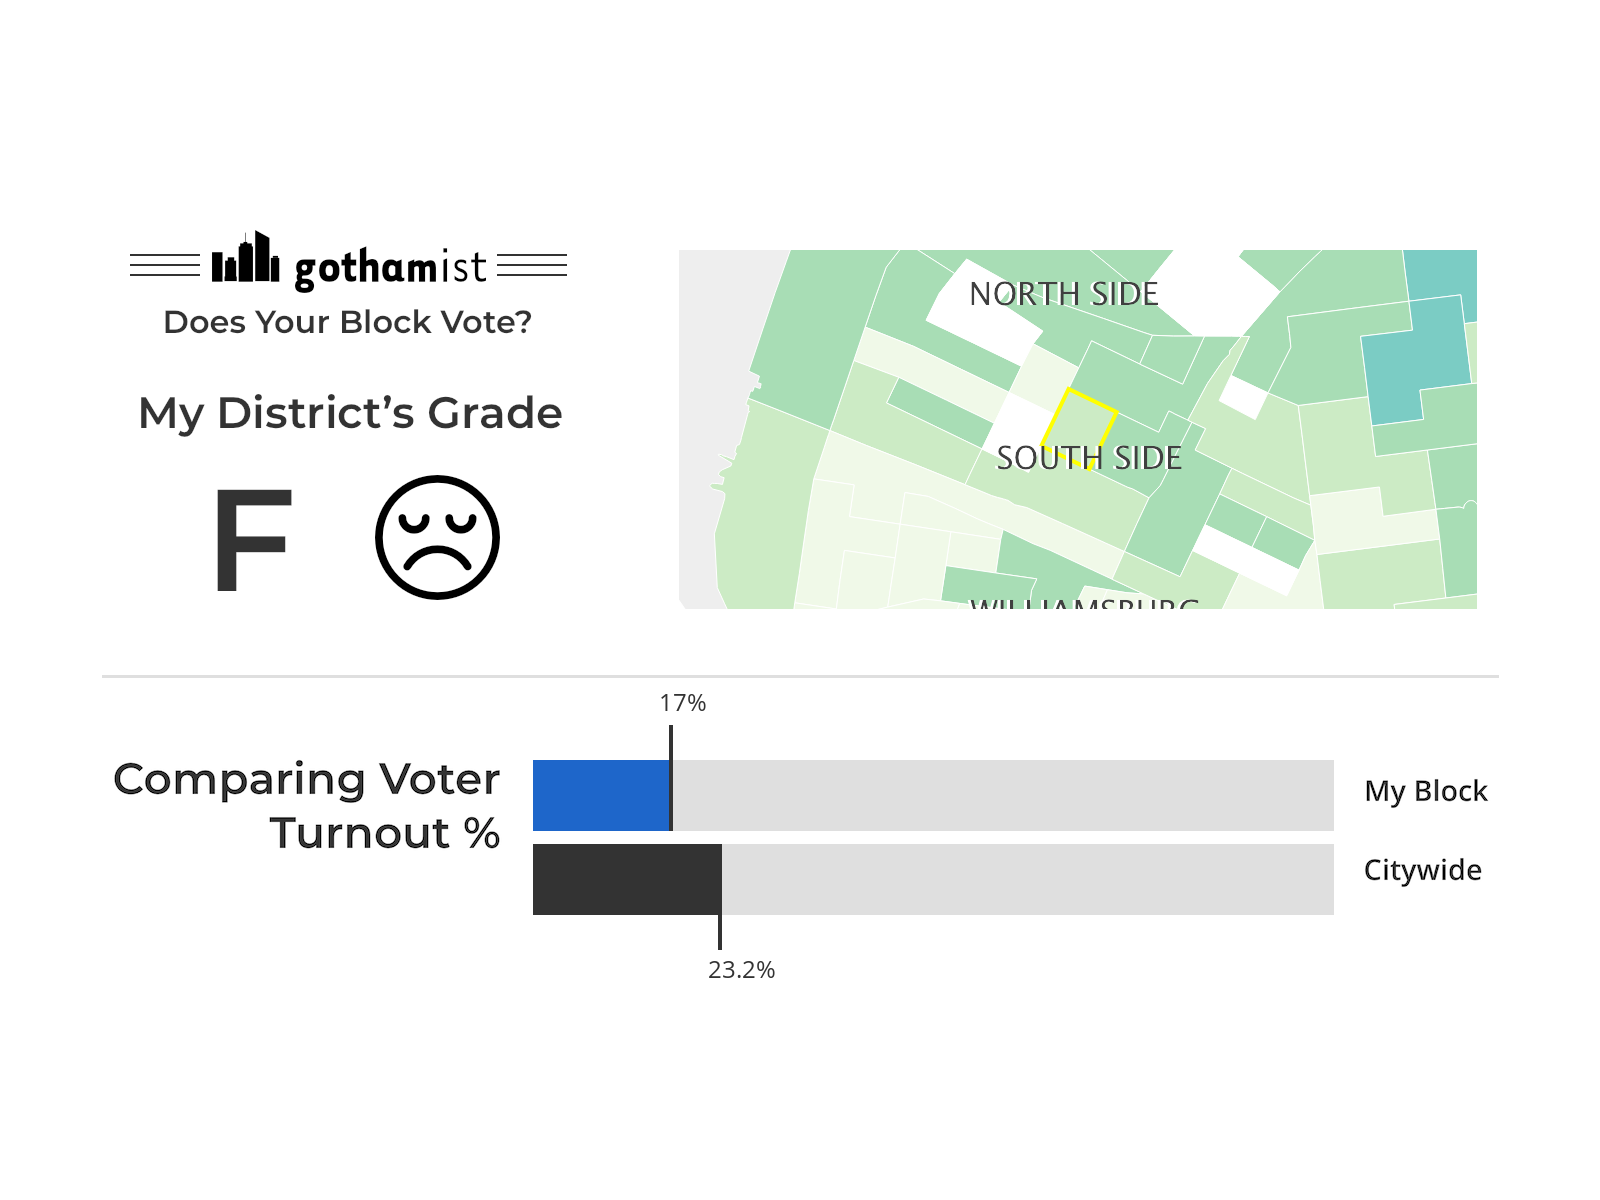 gothamist
Does Your Block Vote?
My District's Grade
F
NORTH SIDE
SOUTH SIDE
WILLIAMSBURG
17%
Comparing Voter
Turnout %
My Block
Citywide
23.2%